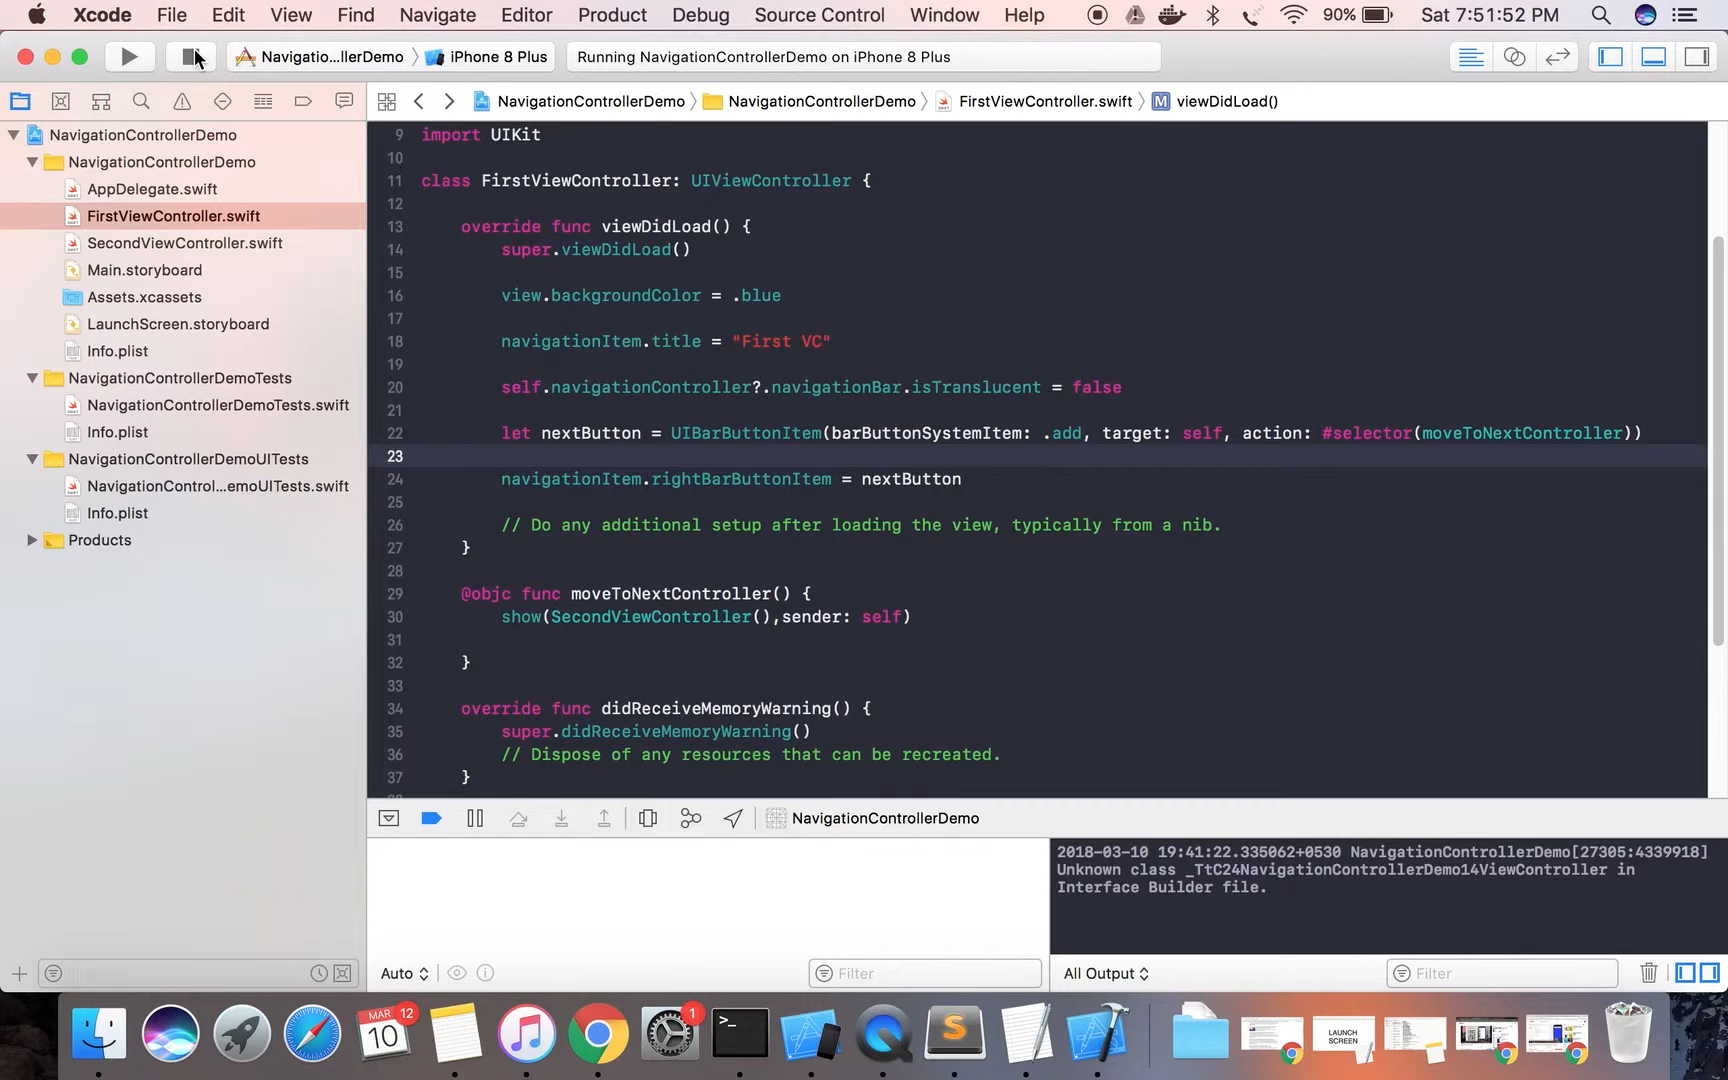 Xcode File Edit View Find Navigate Editor Product Debug Source Control Window Help 90% Sat 7:51:52 PM
Navigatio...llerDemo iPhone 8 Plus Running NavigationControllerDemo on iPhone 8 Plus
NavigationControllerDemo NavigationControllerDemo FirstViewController.swift M viewDidLoad()
NavigationControllerDemo
NavigationControllerDemo
AppDelegate.swift
FirstViewController.swift
SecondViewController.swift
Main.storyboard
Assets.xcassets
LaunchScreen.storyboard
Info.plist
NavigationControllerDemoTests
NavigationControllerDemoTests.swift
Info.plist
NavigationControllerDemoUITests
NavigationControl...emoUITests.swift
Info.plist
Products
9 import UIKit
10
11 class FirstViewController: UIViewController {
12
13 override func viewDidLoad() {
14 super.viewDidLoad()
15
16 view.backgroundColor = .blue
17
18 navigationItem.title = "First VC"
19
20 self.navigationController?.navigationBar.isTranslucent = false
21
22 let nextButton = UIBarButtonItem(barButtonSystemItem: .add, target: self, action: #selector(moveToNextController))
23
24 navigationItem.rightBarButtonItem = nextButton
25
26 // Do any additional setup after loading the view, typically from a nib.
27 }
28
29 @objc func moveToNextController() {
30 show(SecondViewController(),sender: self)
31
32 }
33
34 override func didReceiveMemoryWarning() {
35 super.didReceiveMemoryWarning()
36 // Dispose of any resources that can be recreated.
37 }
NavigationControllerDemo
2018-03-10 19:41:22.335062+0530 NavigationControllerDemo[27305:4339918]
Unknown class _TtC24NavigationControllerDemo14ViewController in
Interface Builder file.
Auto Filter All Output Filter
MAR 12
10
1
>_
S
LAUNCH
SCREEN